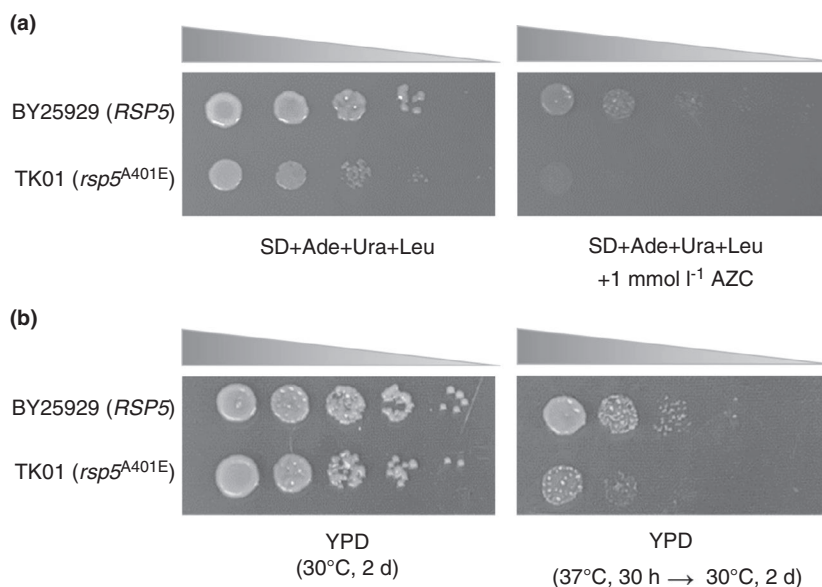 (a)
BY25929 (RSP5)
TK01 (rsp5A401E)
SD+Ade+Ura+Leu
SD+Ade+Ura+Leu
+1 mmol l-1 AZC
(b)
BY25929 (RSP5)
TK01 (rsp5A401E)
YPD
(30°C, 2 d)
YPD
(37°C, 30 h → 30°C, 2 d)